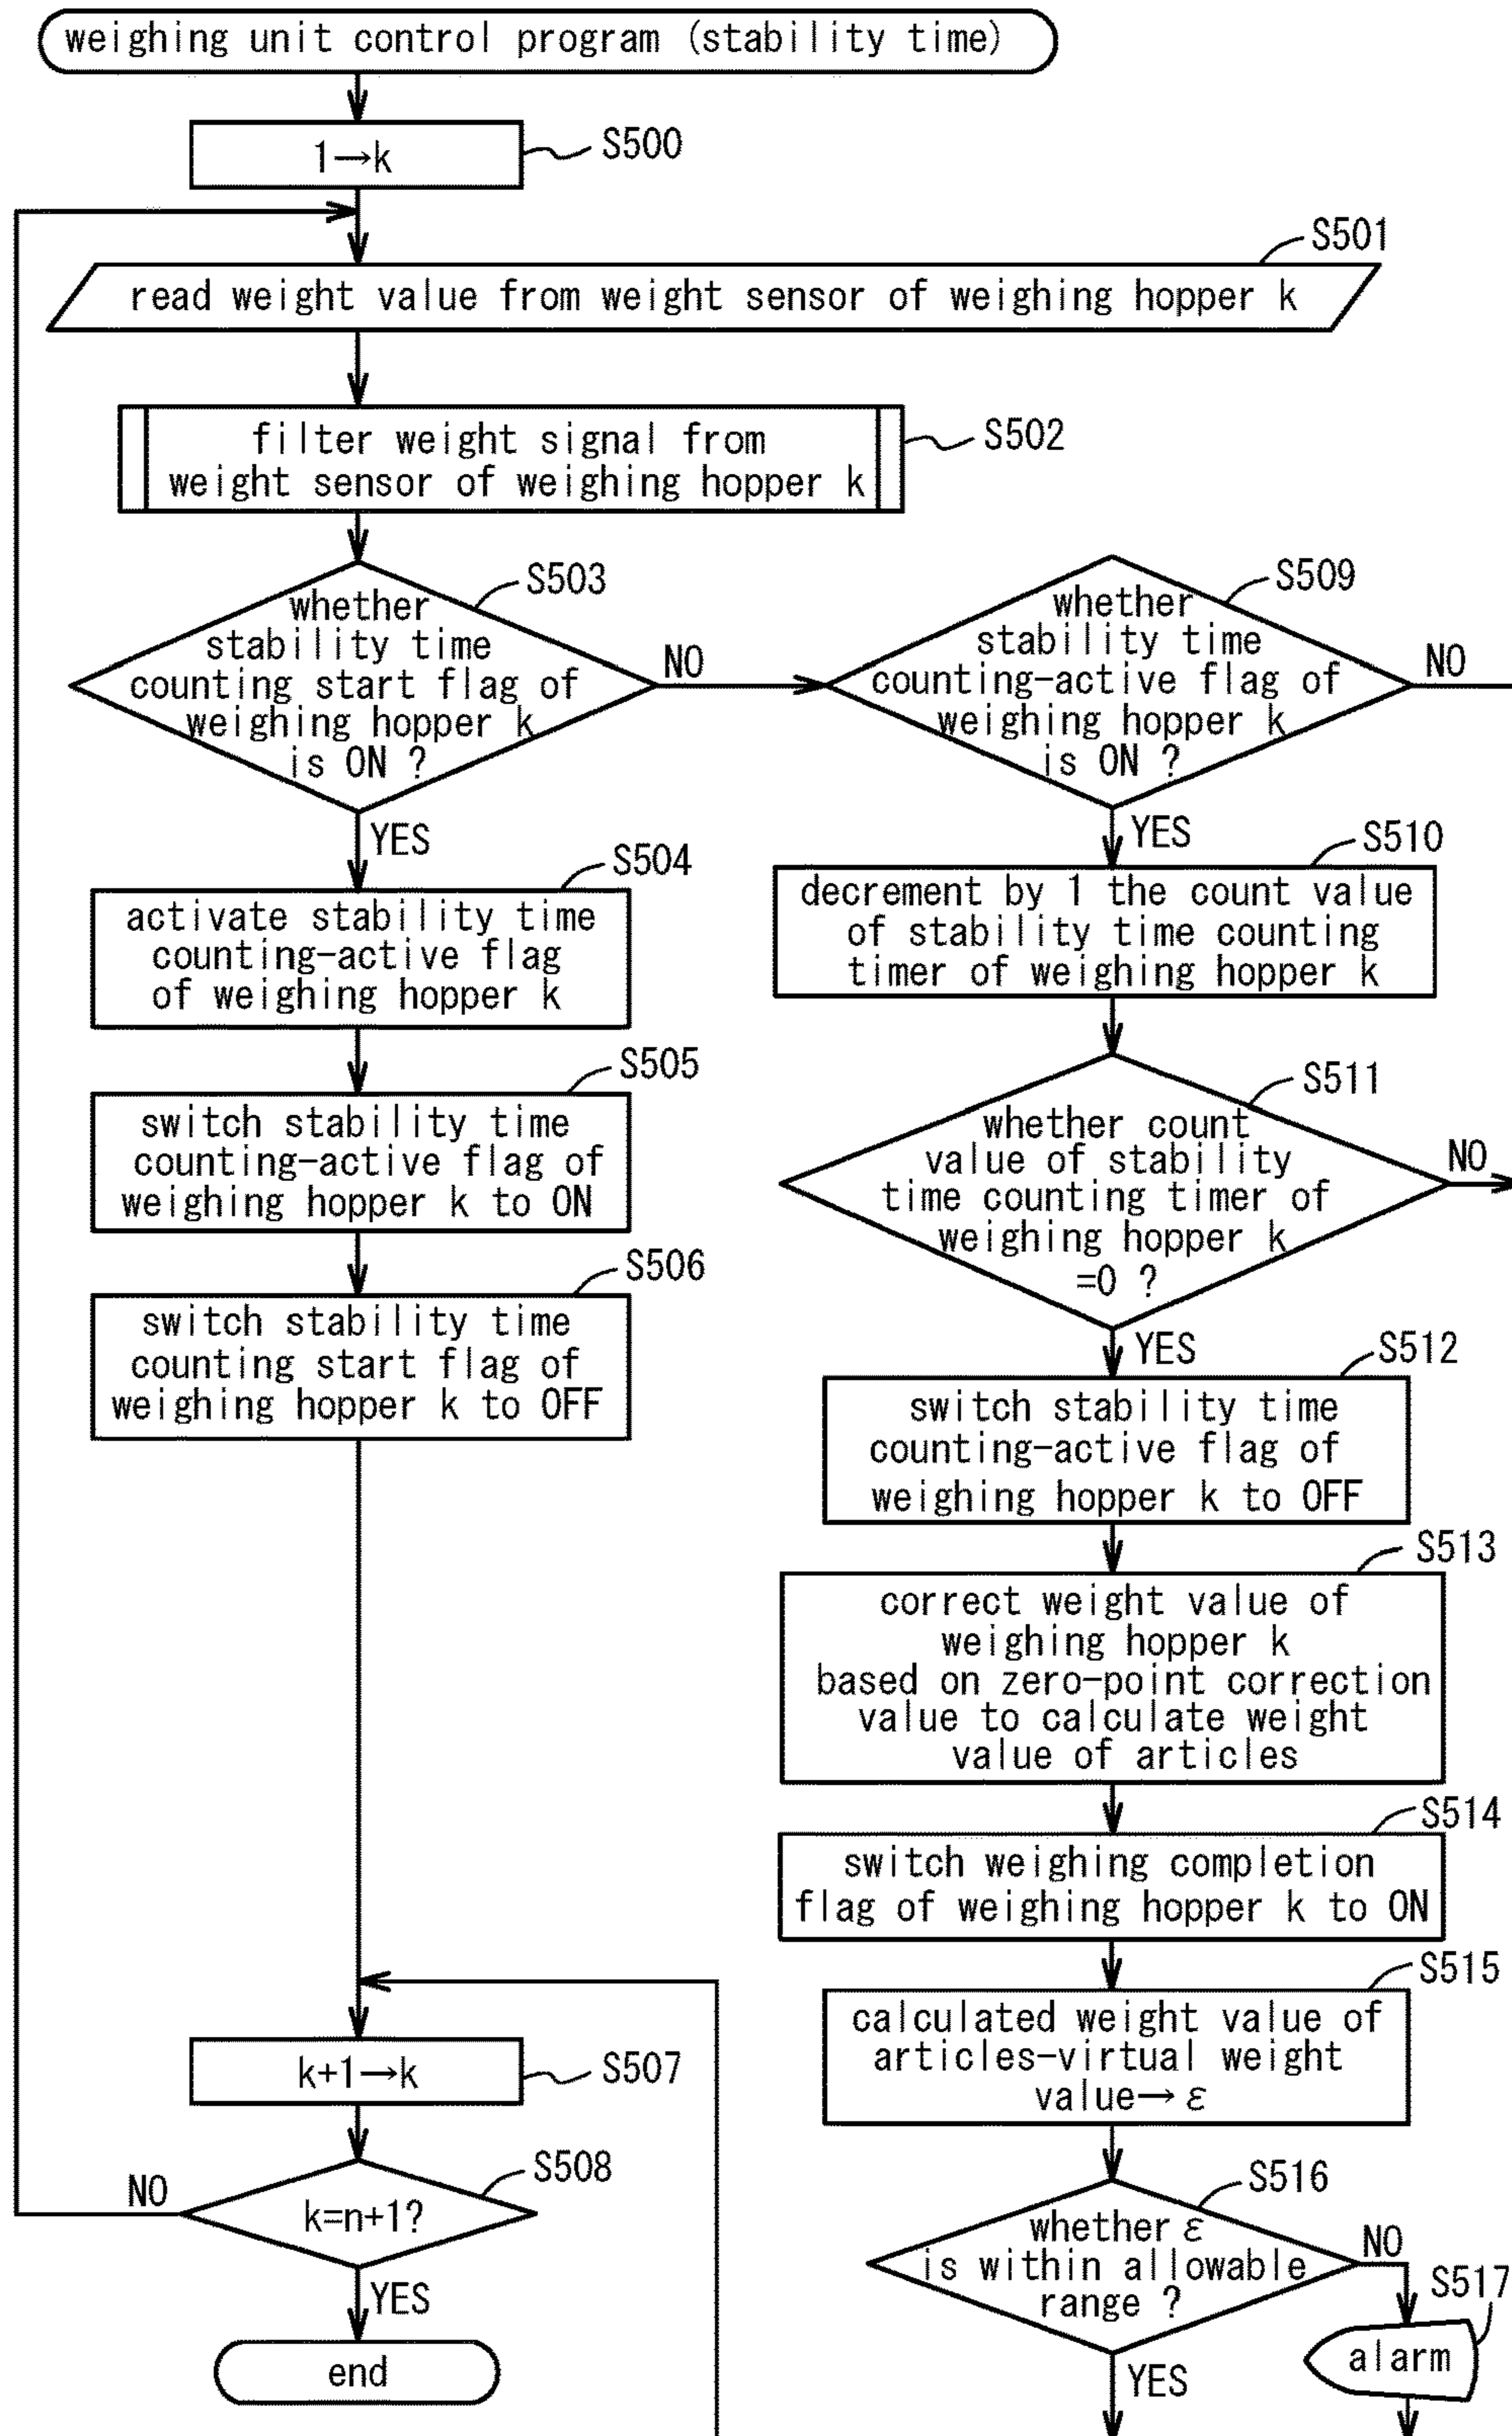 weighing unit control program (stability time)
1→k
S500
S501
read weight value from weight sensor of weighing hopper k
filter weight signal from
weight sensor of weighing hopper k
S502
S503
whether
stability time
counting start flag of
weighing hopper k
is ON ?
NO
YES
S504
activate stability time
counting-active flag
of weighing hopper k
S505
switch stability time
counting-active flag of
weighing hopper k to ON
S506
switch stability time
counting start flag of
weighing hopper k to OFF
k+1→k
S507
S508
k=n+1?
NO
YES
end
S509
whether
stability time
counting-active flag of
weighing hopper k
is ON ?
NO
YES
S510
decrement by 1 the count value
of stability time counting
timer of weighing hopper k
S511
whether count
value of stability
time counting timer of
weighing hopper k
=0 ?
NO
YES
S512
switch stability time
counting-active flag of
weighing hopper k to OFF
S513
correct weight value of
weighing hopper k
based on zero-point correction
value to calculate weight
value of articles
S514
switch weighing completion
flag of weighing hopper k to ON
S515
calculated weight value of
articles-virtual weight
value→ε
S516
whether ε
is within allowable
range ?
NO
YES
S517
alarm